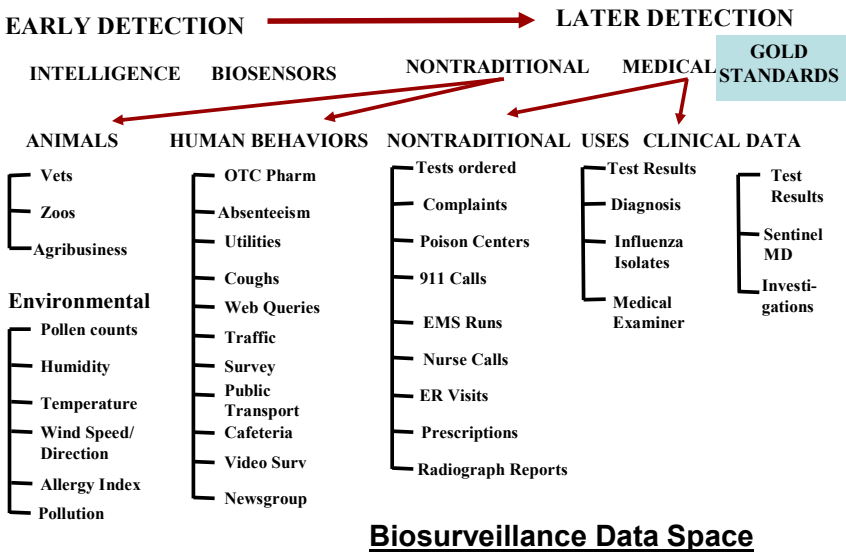 EARLY DETECTION
LATER DETECTION
INTELLIGENCE
BIOSENSORS
NONTRADITIONAL
MEDICAL
GOLD
STANDARDS
ANIMALS
Vets
Zoos
Agribusiness
Environmental
Pollen counts
Humidity
Temperature
Wind Speed/
Direction
Allergy Index
Pollution
HUMAN BEHAVIORS
OTC Pharm
Absenteeism
Utilities
Coughs
Web Queries
Traffic
Survey
Public
Transport
Cafeteria
Video Surv
Newsgroup
NONTRADITIONAL USES
Tests ordered
Complaints
Poison Centers
911 Calls
EMS Runs
Nurse Calls
ER Visits
Prescriptions
Radiograph Reports
CLINICAL DATA
Test Results
Diagnosis
Influenza
Isolates
Medical
Examiner
Test
Results
Sentinel
MD
Investi-
gations
Biosurveillance Data Space